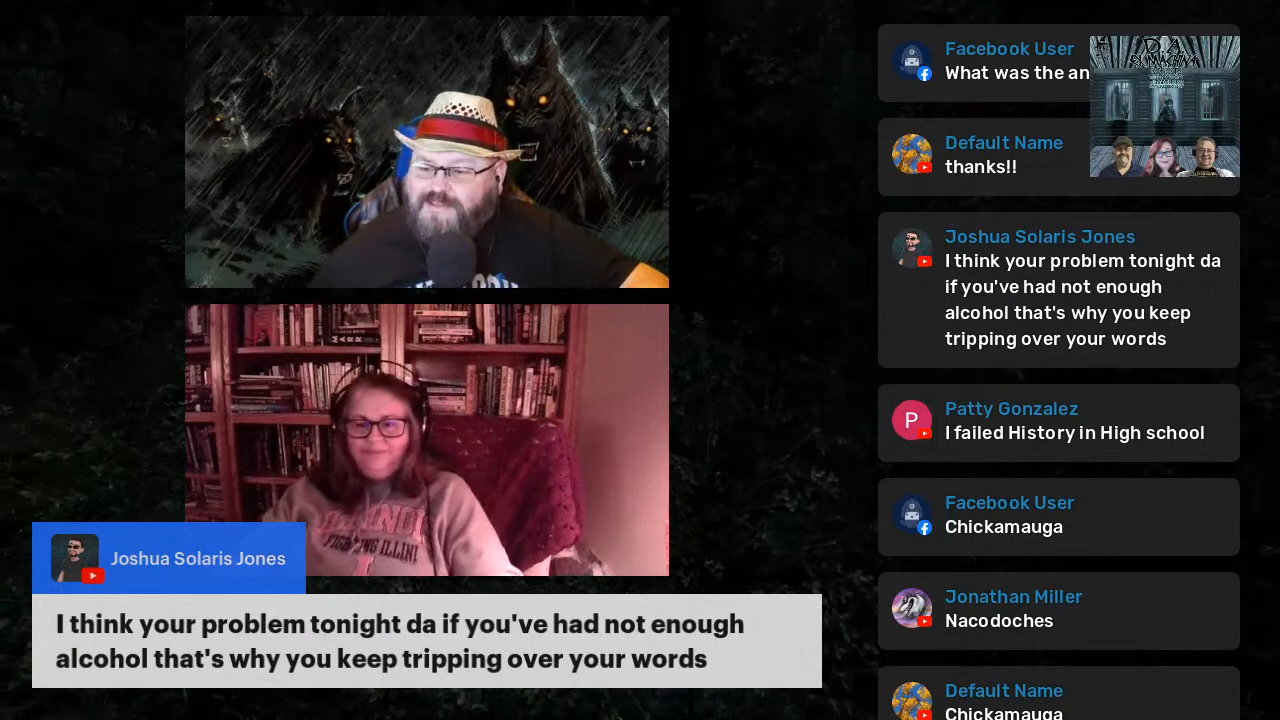 Facebook User
What was the an
Default Name
thanks!!
Joshua Solaris Jones
I think your problem tonight da
if you've had not enough
alcohol that's why you keep
tripping over your words
Patty Gonzalez
P
I failed History in High school
Facebook User
Chickamauga
Jonathan Miller
Nacodoches
Default Name
Chickamauga
FIGHTING ILLINI
Joshua Solaris Jones
I think your problem tonight da if you've had not enough
alcohol that's why you keep tripping over your words